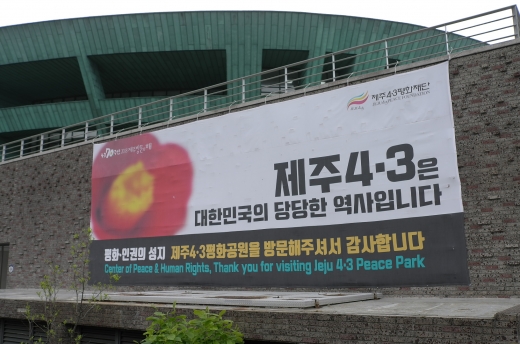 제주4·3평화재단
제주4·3은
대한민국의 당당한 역사입니다
평화·인권의 성지 제주4·3평화공원을 방문해주셔서 감사합니다
Center of Peace & Human Rights, Thank you for visiting Jeju 4·3 Peace Park